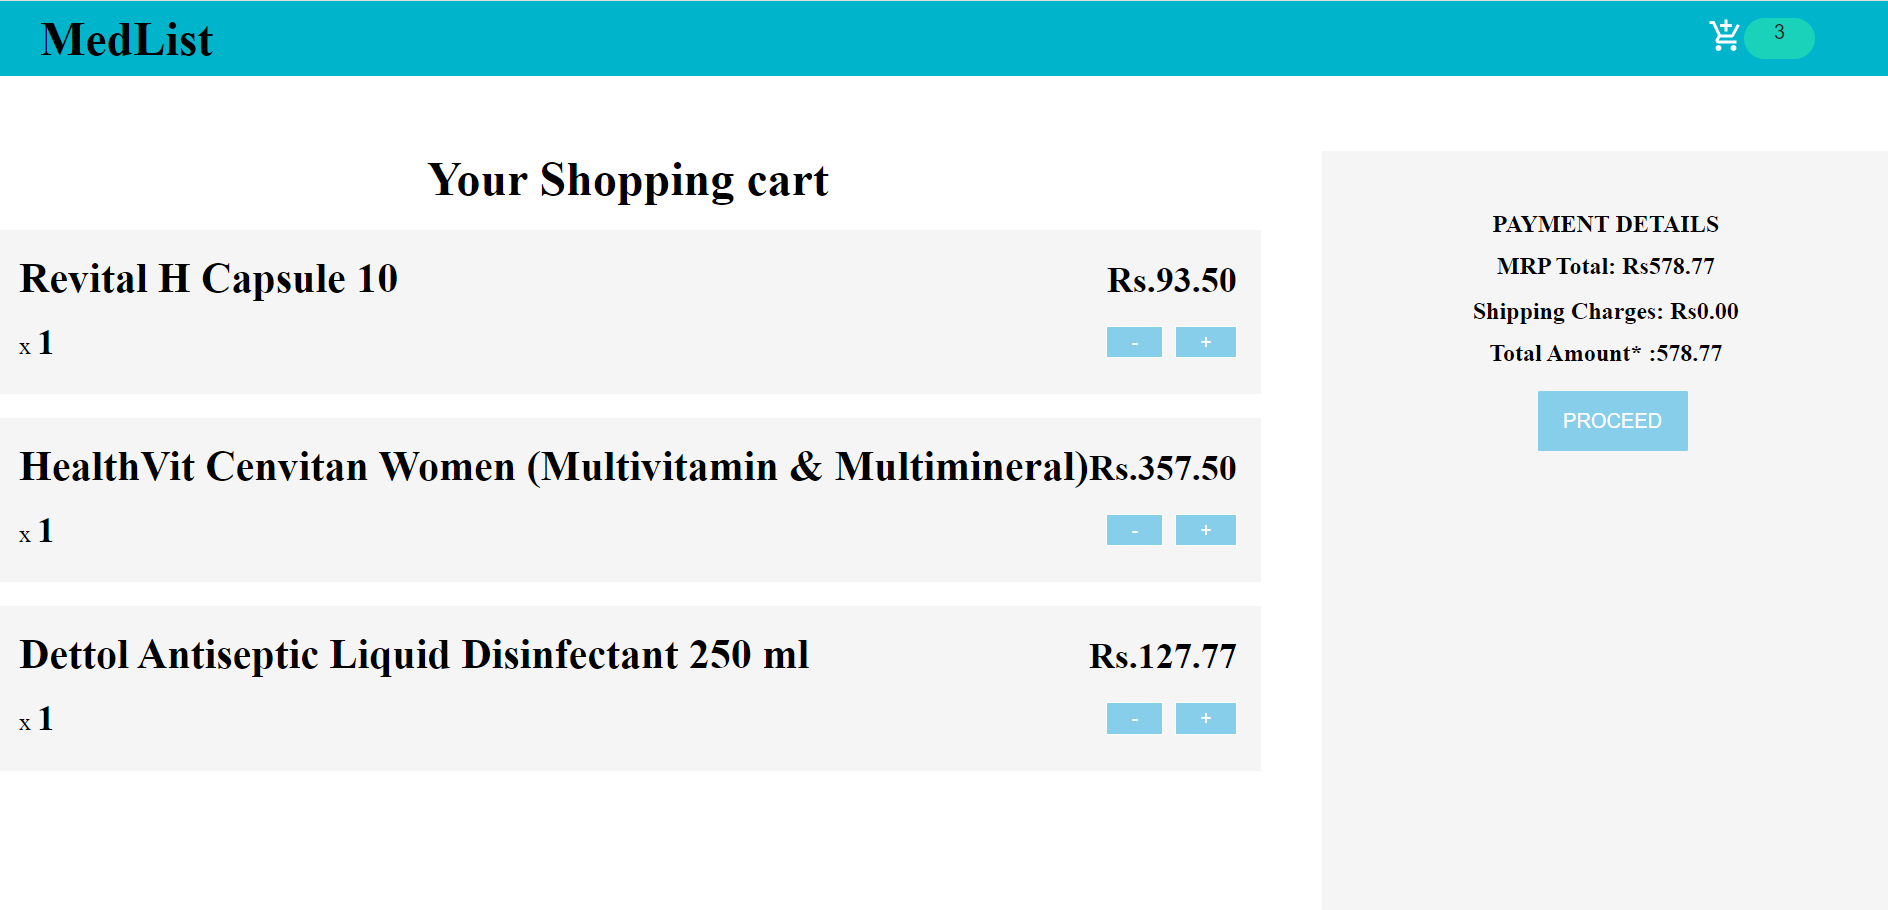 MedList
3
Your Shopping cart
Revital H Capsule 10 Rs.93.50
x 1 - +
HealthVit Cenvitan Women (Multivitamin & Multimineral)Rs.357.50
x 1 - +
Dettol Antiseptic Liquid Disinfectant 250 ml Rs.127.77
x 1 - +
PAYMENT DETAILS
MRP Total: Rs578.77
Shipping Charges: Rs0.00
Total Amount* :578.77
PROCEED